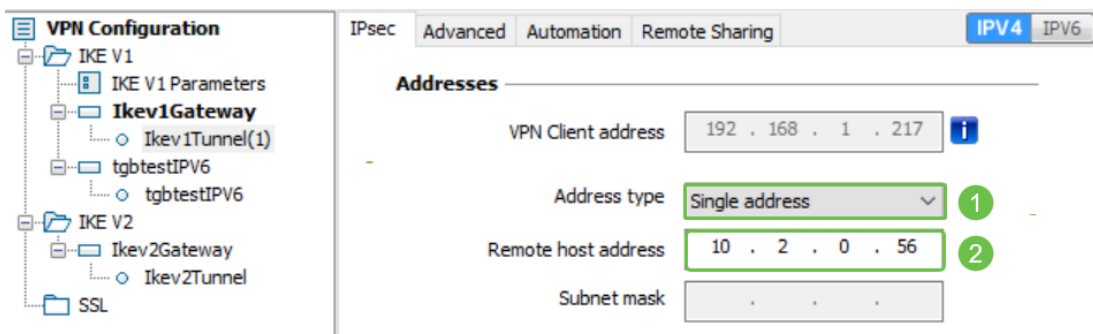 VPN Configuration
IKE V1
IKE V1 Parameters
Ikev1Gateway
Ikev1Tunnel(1)
tgbtestIPV6
tgbtestIPV6
IKE V2
Ikev2Gateway
Ikev2Tunnel
SSL
IPsec Advanced Automation Remote Sharing IPV4 IPV6
Addresses
VPN Client address 192 . 168 . 1 . 217 i
Address type Single address 1
Remote host address 10 . 2 . 0 . 56 2
Subnet mask . . .